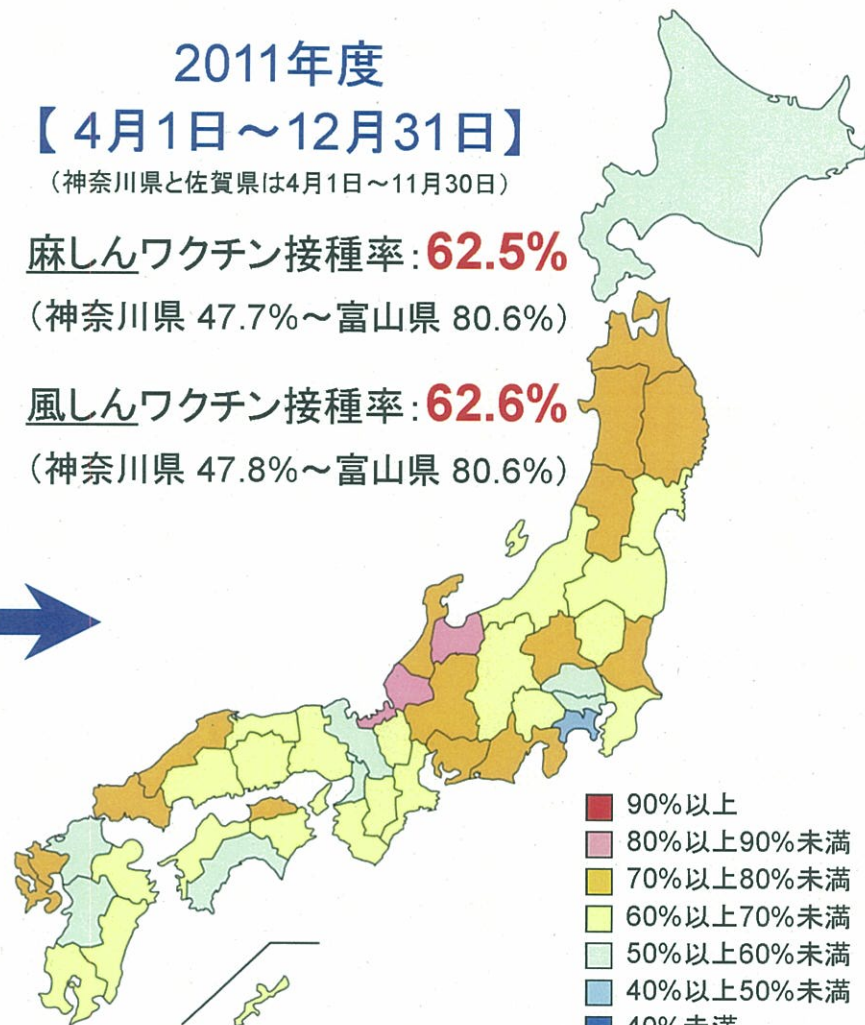 2011年度
【 4月1日～12月31日】
（神奈川県と佐賀県は4月1日～11月30日）
麻しんワクチン接種率：62.5%
（神奈川県 47.7%～富山県 80.6%）
風しんワクチン接種率：62.6%
（神奈川県 47.8%～富山県 80.6%）
90%以上
80%以上90%未満
70%以上80%未満
60%以上70%未満
50%以上60%未満
40%以上50%未満
40%未満